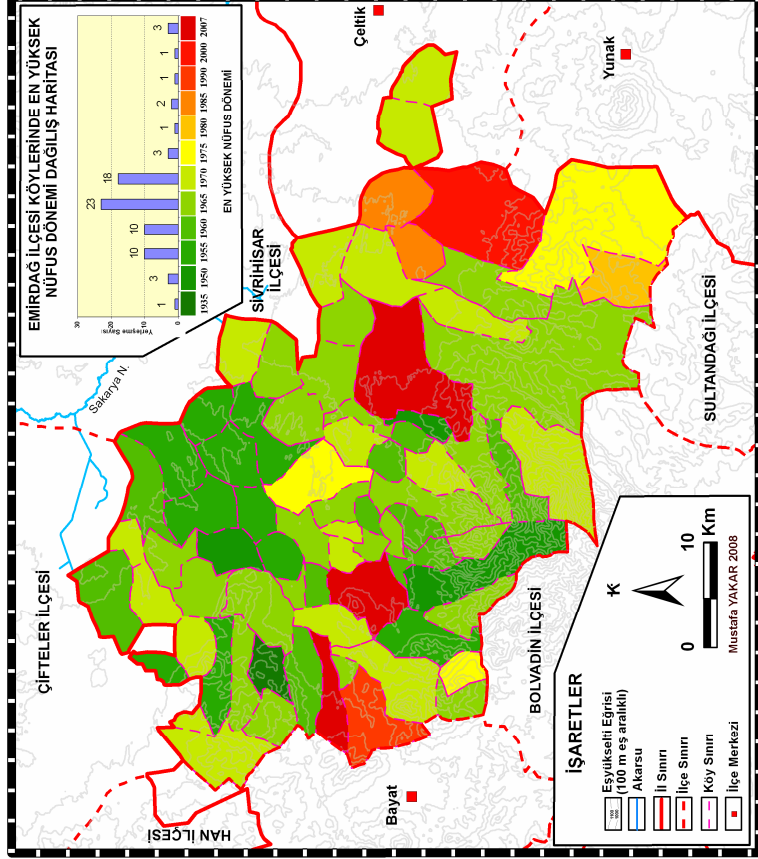 EMİRDAĞ İLÇESİ KÖYLERİNDE EN YÜKSEK
NÜFUS DÖNEMİ DAĞILIŞ HARİTASI
Yerleşme Sayısı
30
20
10
0
1
3
10
10
23
18
3
1
2
1
1
3
1935
1950
1955
1960
1965
1970
1975
1980
1985
1990
2000
2007
EN YÜKSEK NÜFUS DÖNEMİ
Çeltik
Yunak
SİVRİHİSAR
İLÇESİ
Sakarya N.
ÇİFTELER İLÇESİ
SULTANDAĞI İLÇESİ
BOLVADİN İLÇESİ
Bayat
HAN İLÇESİ
İŞARETLER
Eşyükselti Eğrisi
(100 m eş aralıklı)
Akarsu
İl Sınırı
İlçe Sınırı
Köy Sınırı
İlçe Merkezi
K
0
10
Km
Mustafa YAKAR 2008